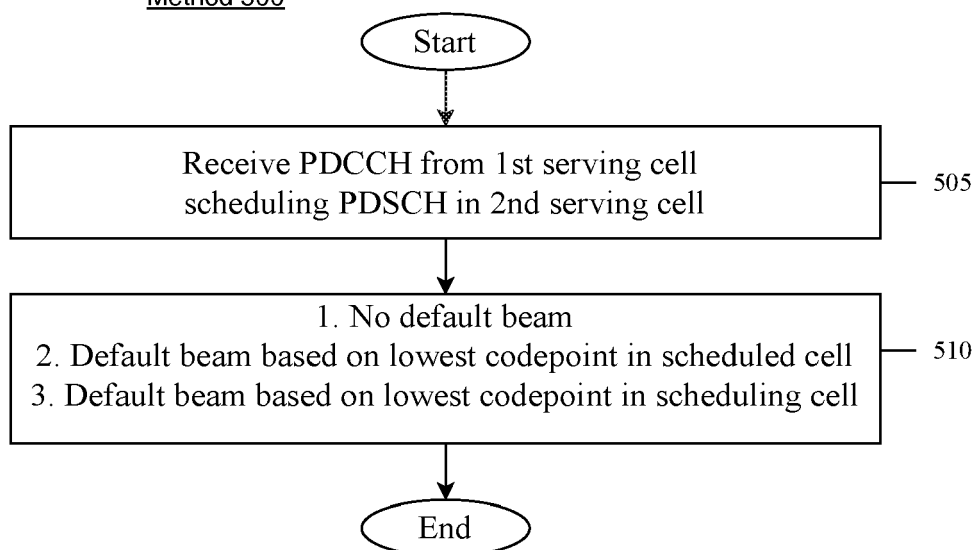 Method 500
Start
Receive PDCCH from 1st serving cell
scheduling PDSCH in 2nd serving cell
505
1. No default beam
2. Default beam based on lowest codepoint in scheduled cell
3. Default beam based on lowest codepoint in scheduling cell
510
End